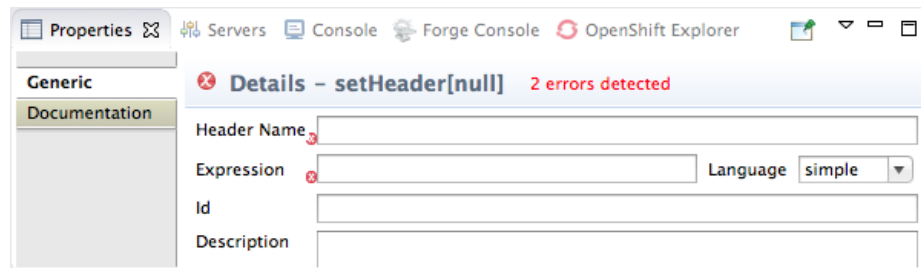 Properties Servers Console Forge Console OpenShift Explorer
Generic
Details – setHeader[null] 2 errors detected
Documentation
Header Name
Expression Language simple
Id
Description